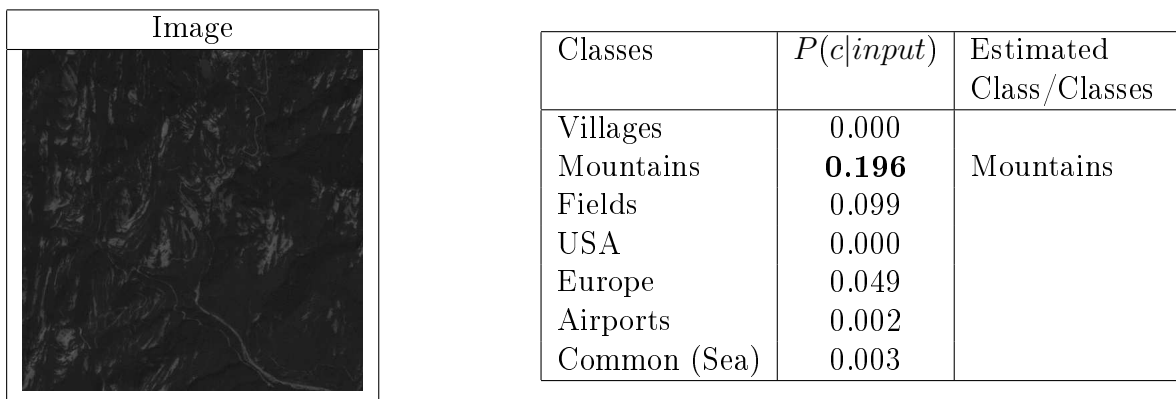 Image
Classes P(c|input) Estimated
Class/Classes
Villages 0.000
Mountains 0.196 Mountains
Fields 0.099
USA 0.000
Europe 0.049
Airports 0.002
Common (Sea) 0.003